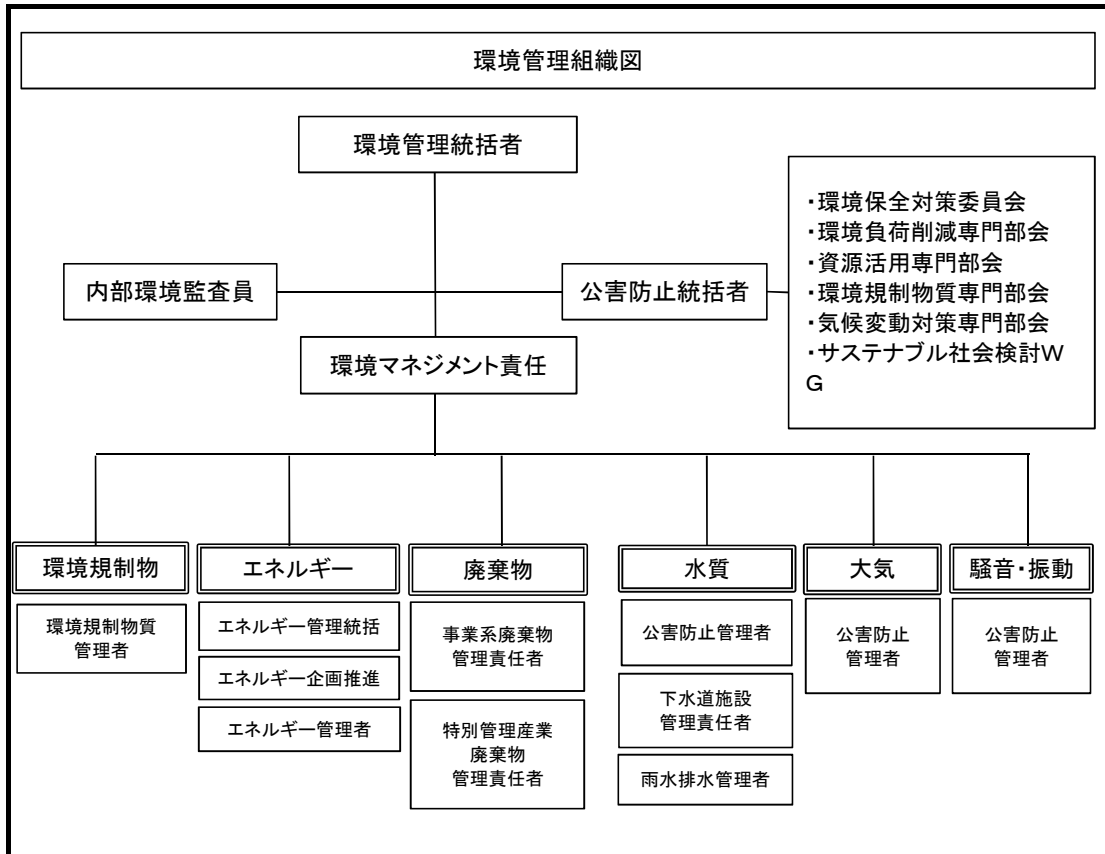 環境管理組織図
環境管理統括者
・環境保全対策委員会
・環境負荷削減専門部会
・資源活用専門部会
・環境規制物質専門部会
・気候変動対策専門部会
・サステナブル社会検討W
G
内部環境監査員
公害防止統括者
環境マネジメント責任
環境規制物
エネルギー
廃棄物
水質
大気
騒音・振動
環境規制物質
管理者
エネルギー管理統括
エネルギー企画推進
エネルギー管理者
事業系廃棄物
管理責任者
特別管理産業
廃棄物
管理責任者
公害防止管理者
下水道施設
管理責任者
雨水排水管理者
公害防止
管理者
公害防止
管理者